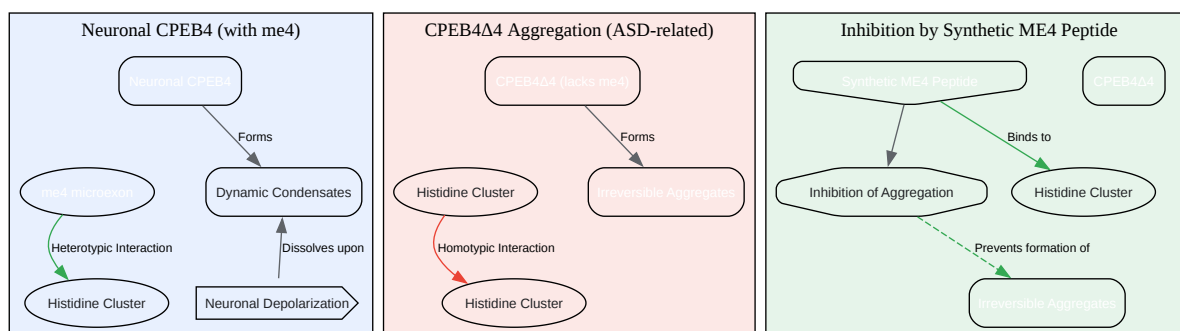 Neuronal CPEB4 (with me4)
Neuronal CPEB4
Forms
me4 microexon
Dynamic Condensates
Heterotypic Interaction
Dissolves upon
Histidine Cluster
Neuronal Depolarization
CPEB4Δ4 Aggregation (ASD-related)
CPEB4Δ4 (lacks me4)
Forms
Histidine Cluster
Irreversible Aggregates
Homotypic Interaction
Histidine Cluster
Inhibition by Synthetic ME4 Peptide
Synthetic ME4 Peptide
CPEB4Δ4
Binds to
Inhibition of Aggregation
Histidine Cluster
Prevents formation of
Irreversible Aggregates